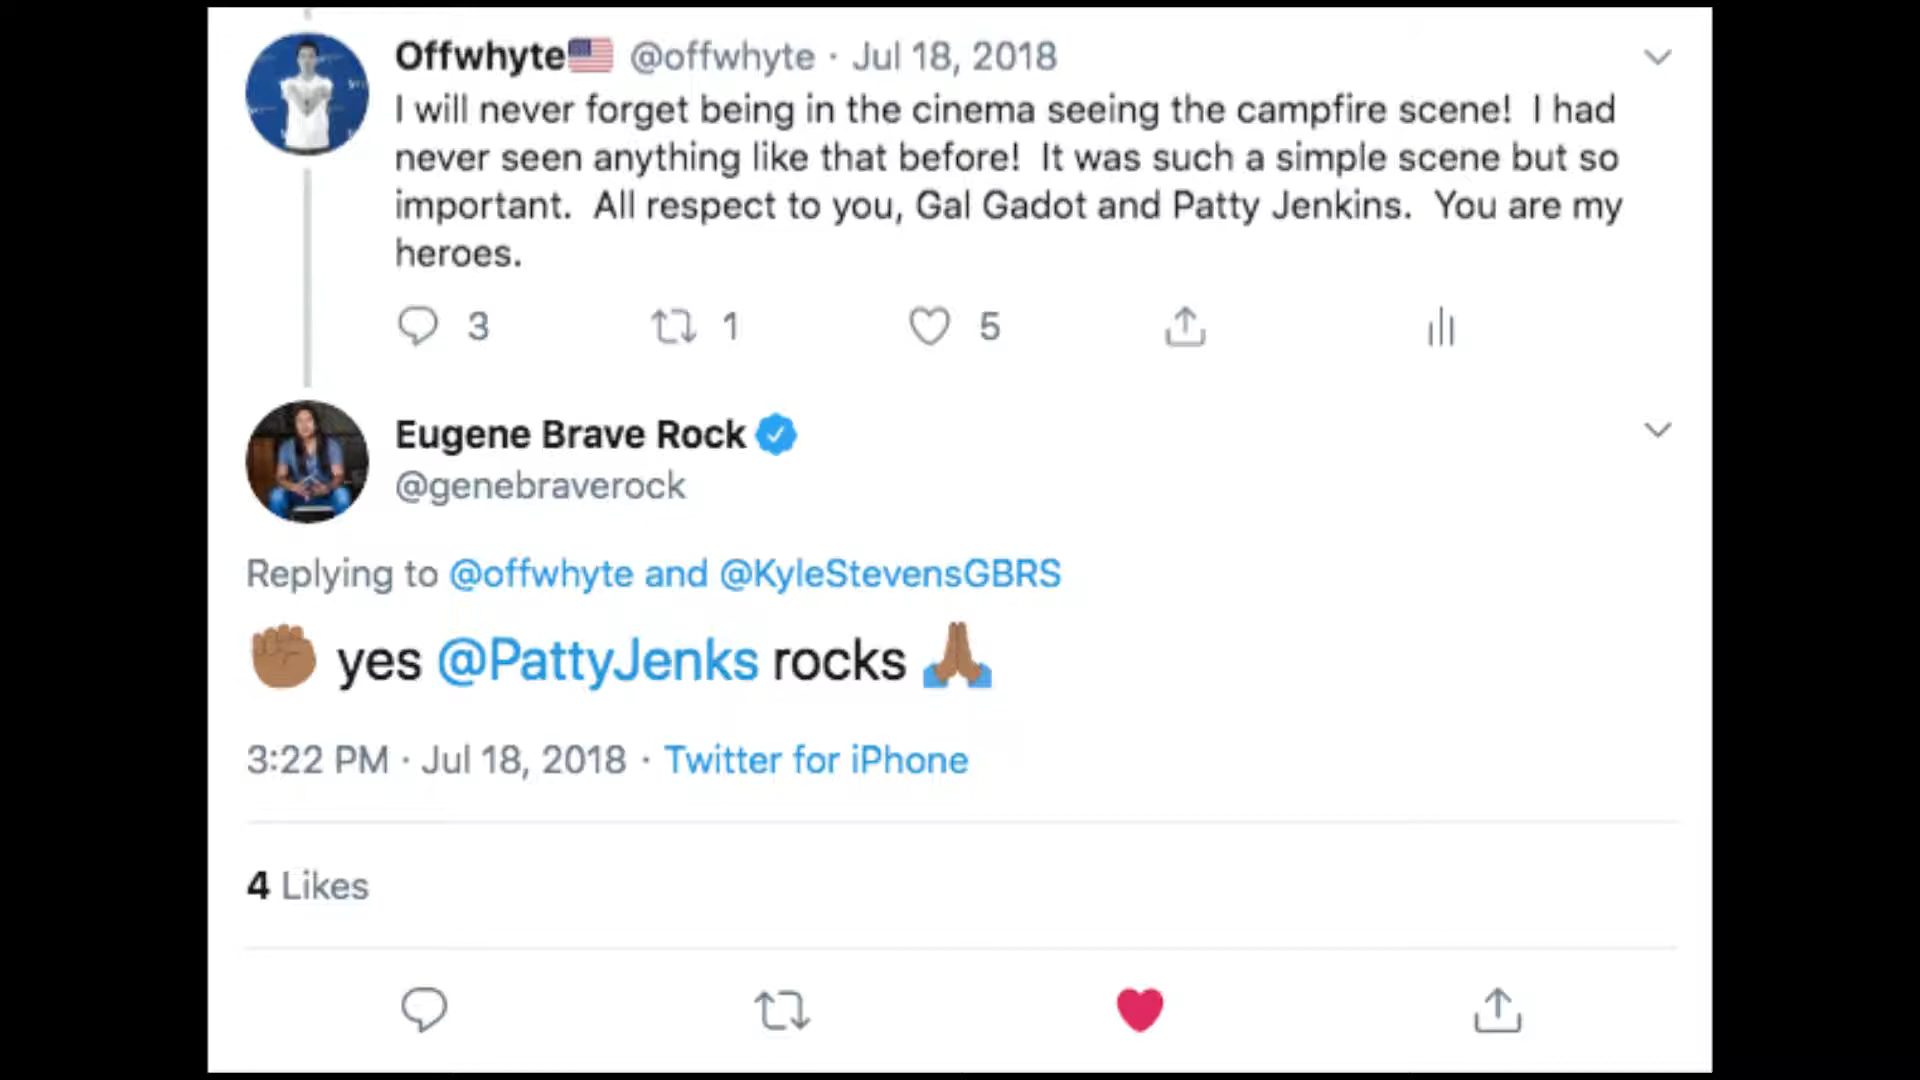 Offwhyte🇺🇸 @offwhyte · Jul 18, 2018
I will never forget being in the cinema seeing the campfire scene! I had
never seen anything like that before! It was such a simple scene but so
important. All respect to you, Gal Gadot and Patty Jenkins. You are my
heroes.
3 1 5
Eugene Brave Rock
@genebraverock
Replying to @offwhyte and @KyleStevensGBRS
✊🏾 yes @PattyJenks rocks 🙏🏾
3:22 PM · Jul 18, 2018 · Twitter for iPhone
4 Likes